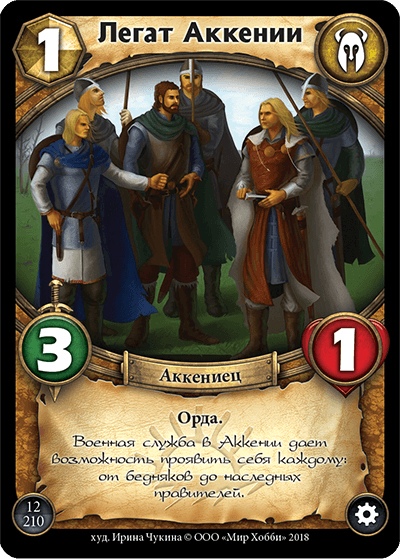 1
Легат Аккении
3
1
Аккениец
Орда.
Военная служба в Аккении дает
возможность проявить себя каждому:
от бедняков до наследных
правителей.
12
210
худ. Ирина Чукина © ООО «Мир Хобби» 2018